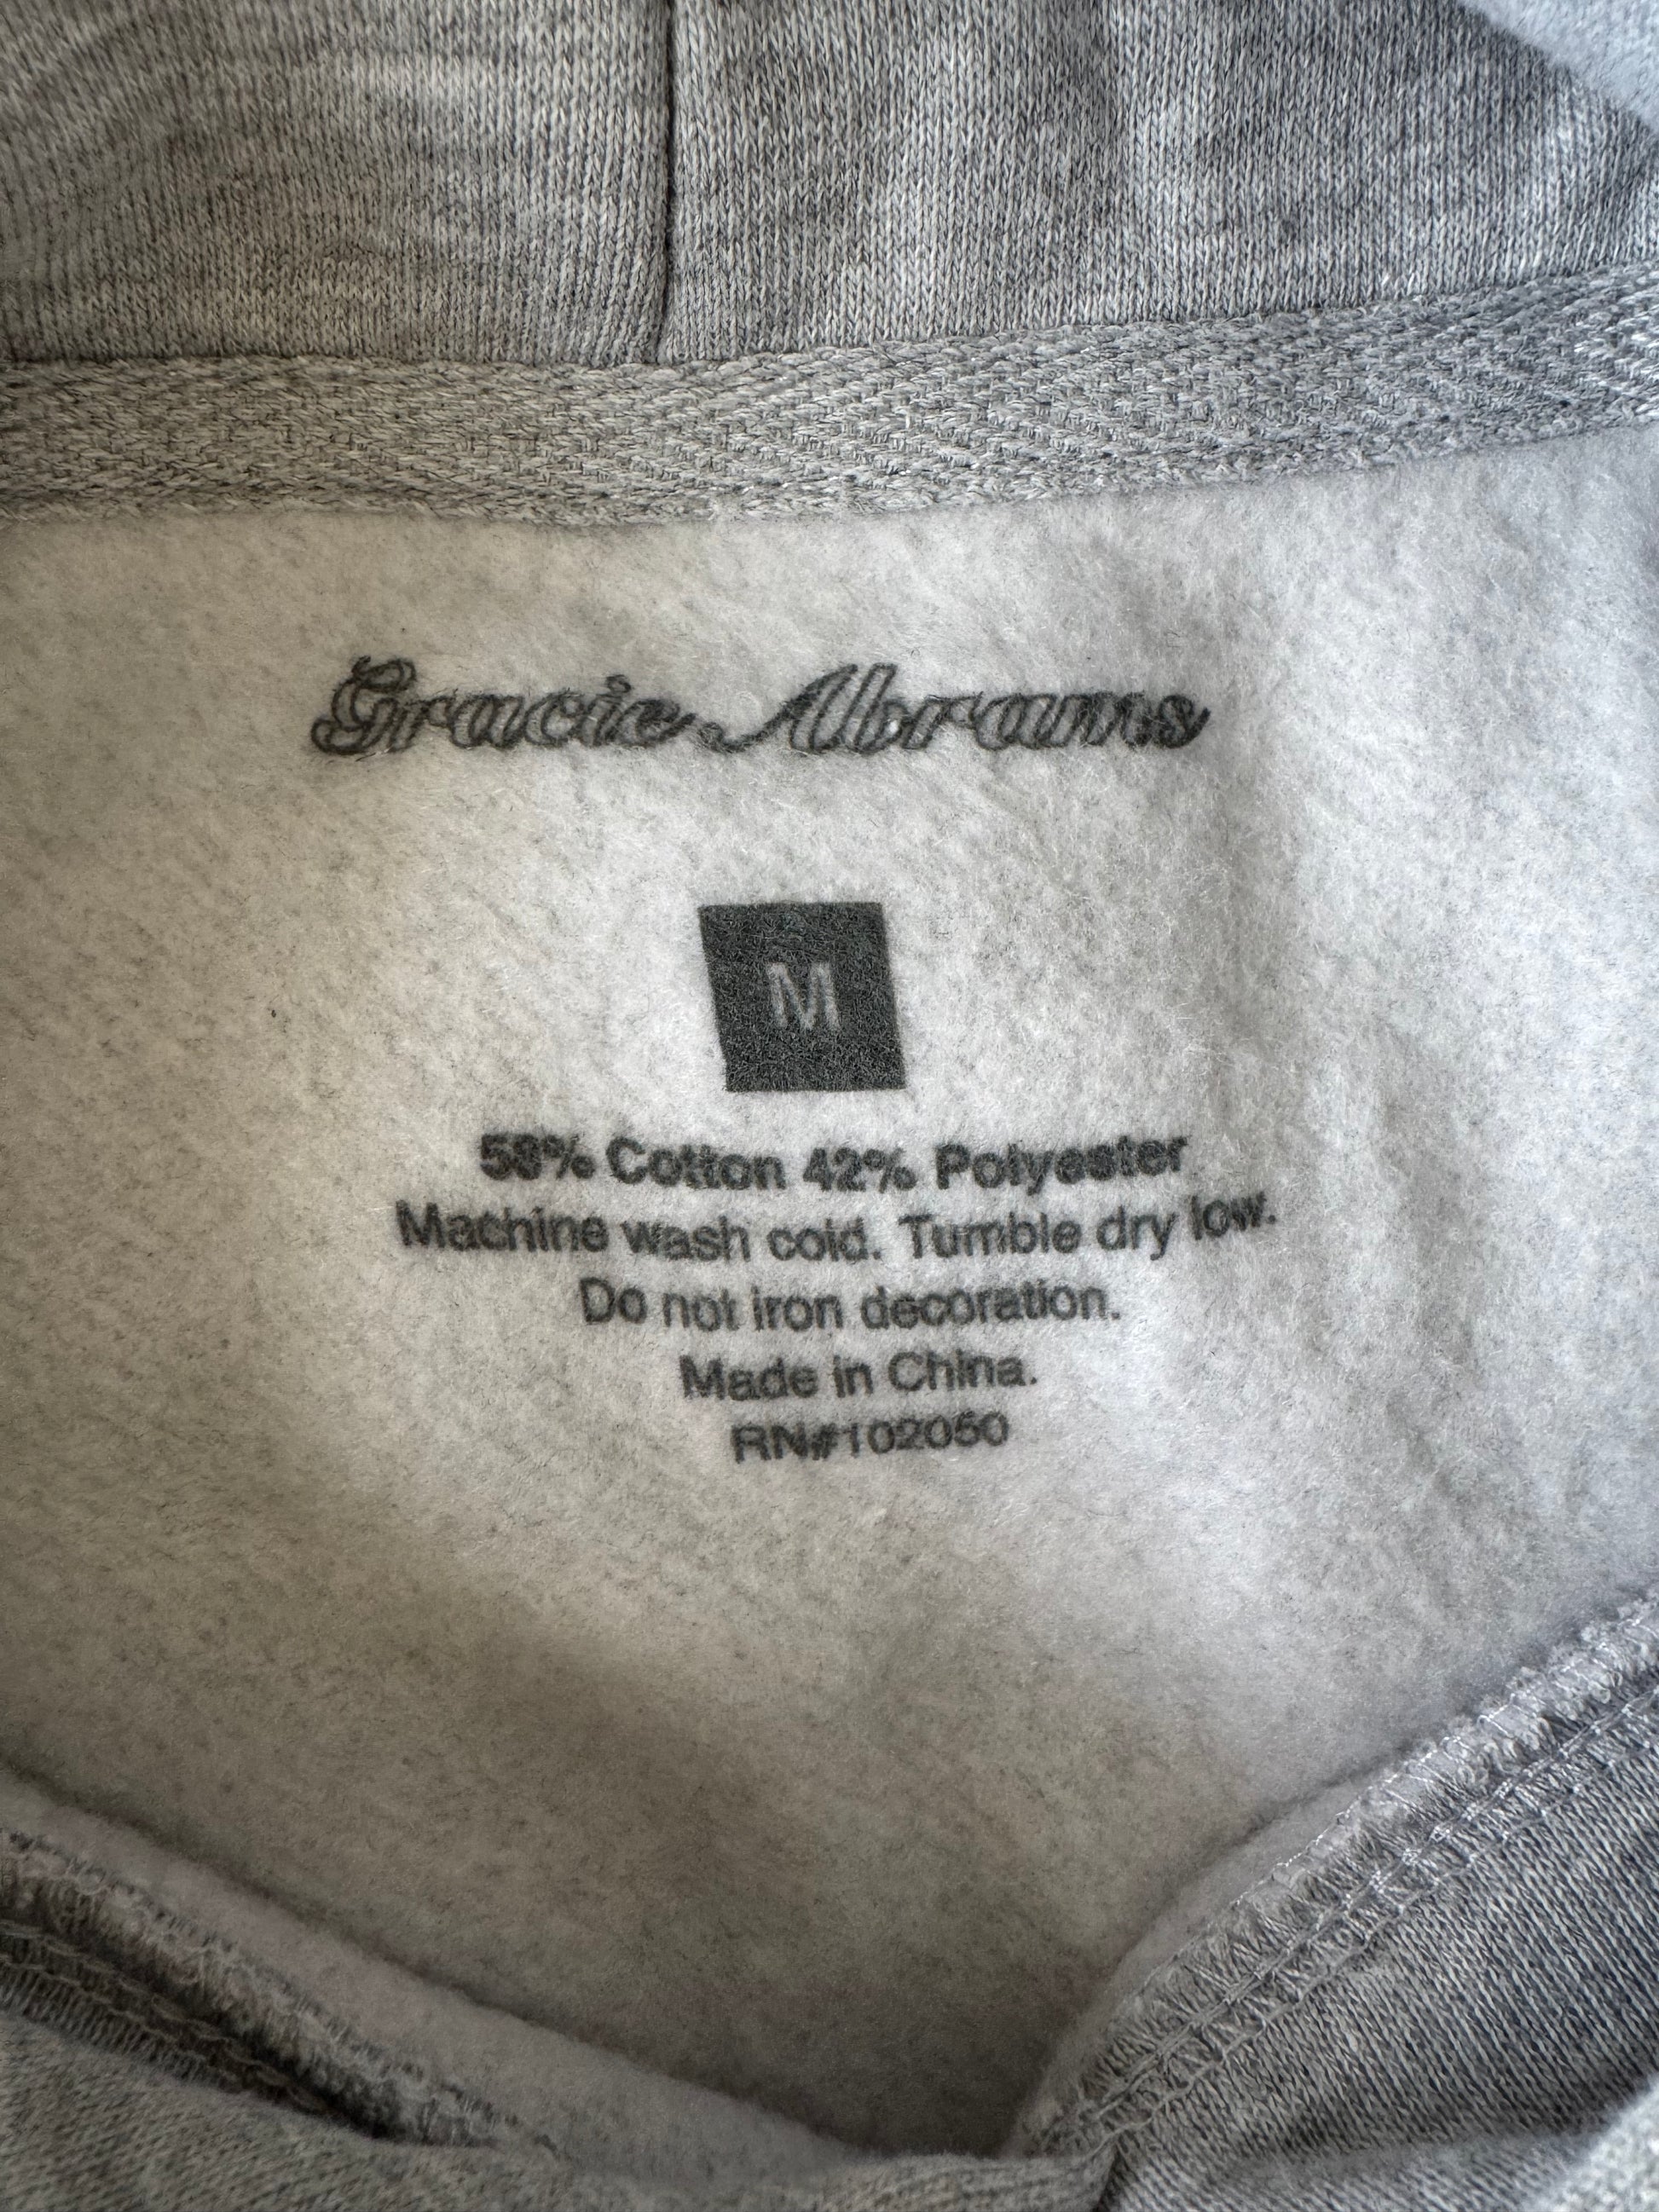 Gracie Abrams
M
58% Cotton 42% Polyester
Machine wash cold. Tumble dry low.
Do not iron decoration.
Made in China.
RN#102050